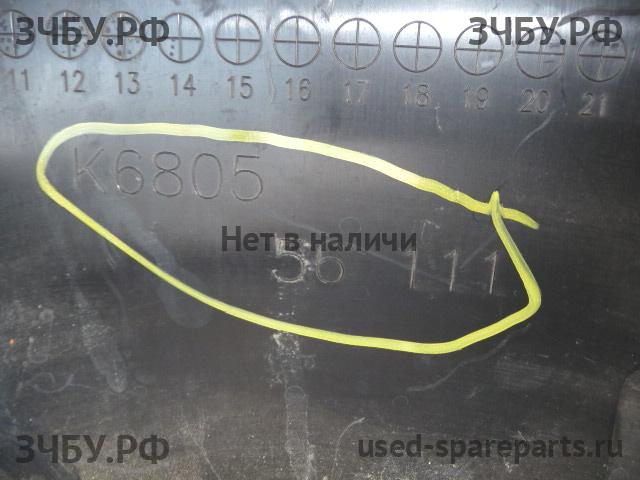 ЗЧБУ.РФ ЗЧБУ.РФ
11 12 13 14 15 16 17 18 19 20 21
K6805
Нет в наличи
56 111
ЗЧБУ.РФ used-spareparts.ru